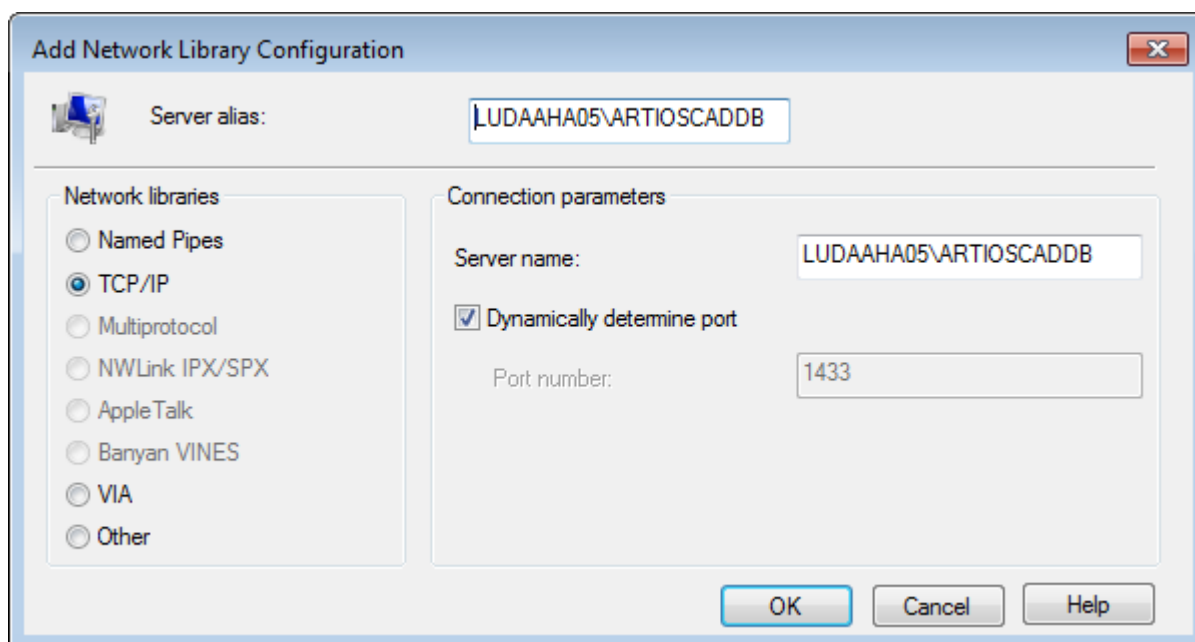 Add Network Library Configuration
Server alias:
LUDAAHA05\ARTIOSCADDB
Network libraries
Named Pipes
TCP/IP
Multiprotocol
NWLink IPX/SPX
AppleTalk
Banyan VINES
VIA
Other
Connection parameters
Server name:
LUDAAHA05\ARTIOSCADDB
Dynamically determine port
Port number:
1433
OK
Cancel
Help